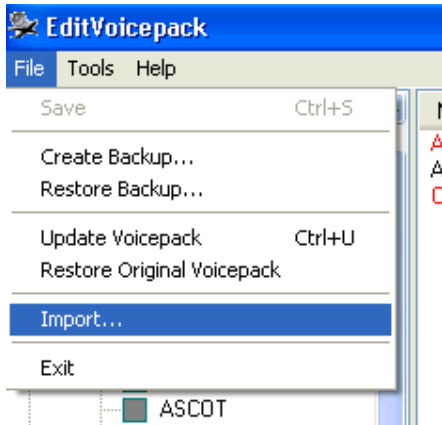 EditVoicepack
File Tools Help
Save Ctrl+S
Create Backup...
Restore Backup...
Update Voicepack Ctrl+U
Restore Original Voicepack
Import...
Exit
ASCOT